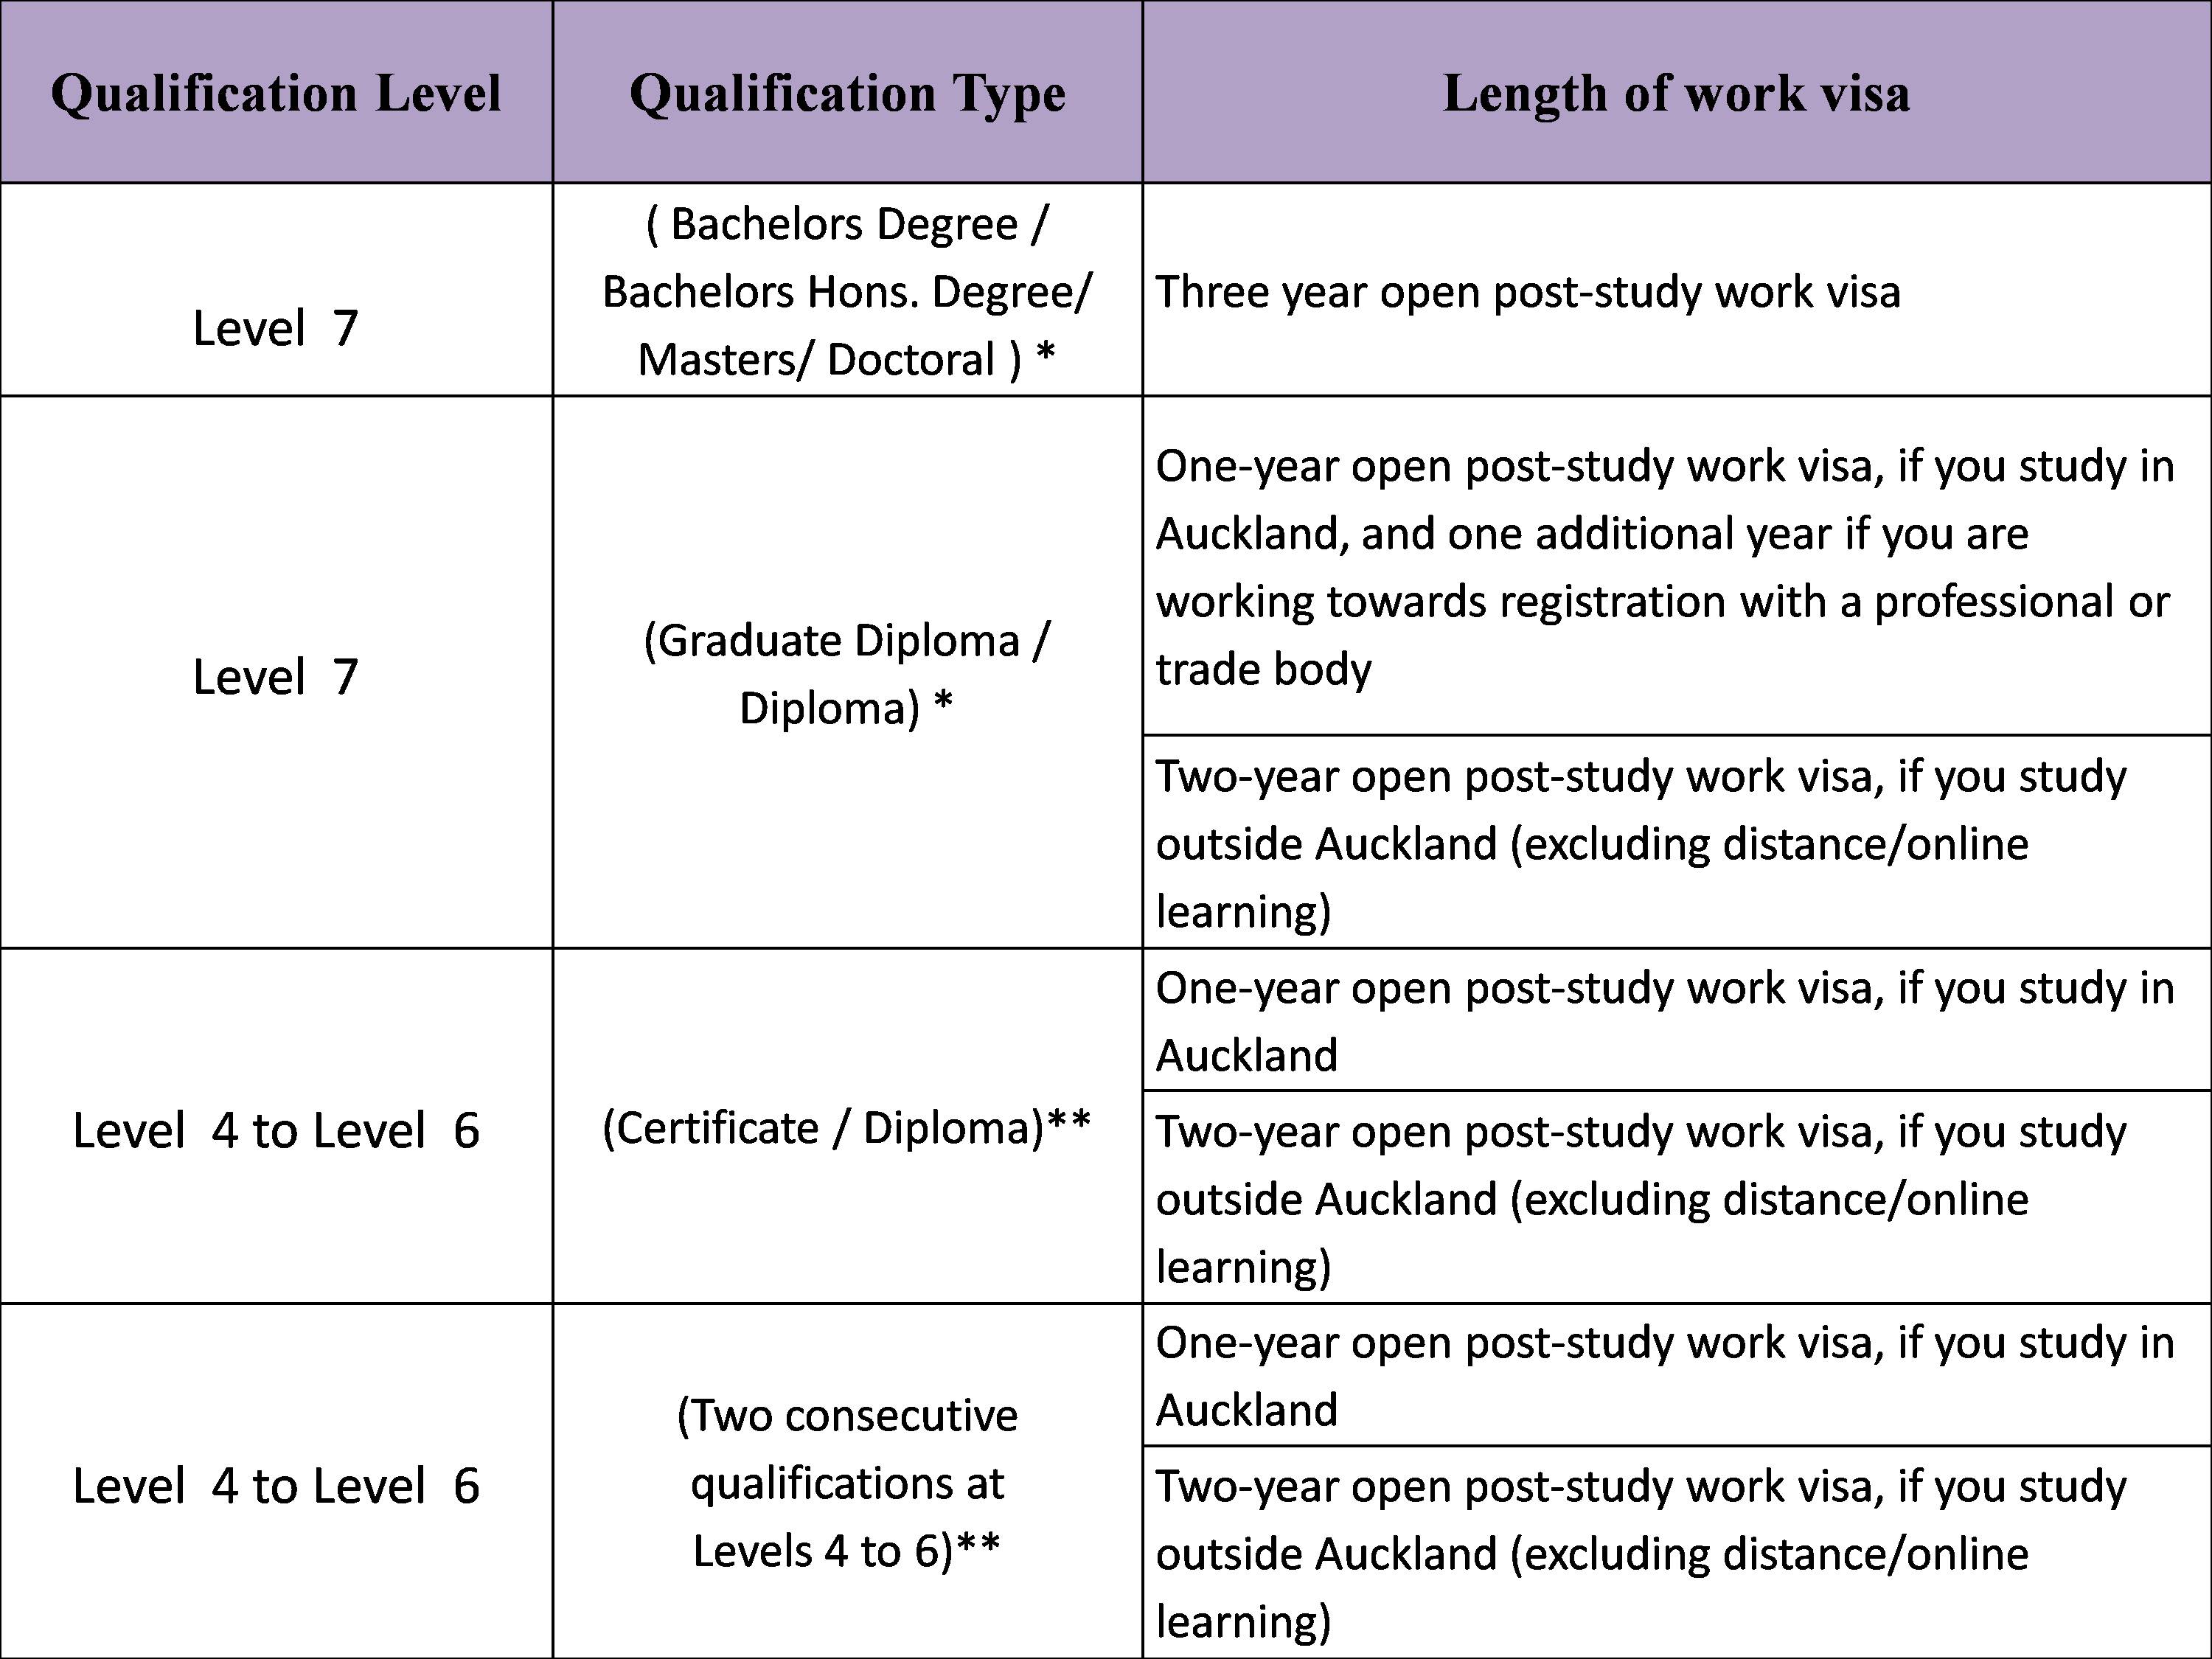 Qualification Level
Qualification Type
Length of work visa
Level 7
( Bachelors Degree /
Bachelors Hons. Degree/
Masters/ Doctoral ) *
Three year open post-study work visa
Level 7
(Graduate Diploma /
Diploma) *
One-year open post-study work visa, if you study in
Auckland, and one additional year if you are
working towards registration with a professional or
trade body
Two-year open post-study work visa, if you study
outside Auckland (excluding distance/online
learning)
Level 4 to Level 6
(Certificate / Diploma)**
One-year open post-study work visa, if you study in
Auckland
Two-year open post-study work visa, if you study
outside Auckland (excluding distance/online
learning)
Level 4 to Level 6
(Two consecutive
qualifications at
Levels 4 to 6)**
One-year open post-study work visa, if you study in
Auckland
Two-year open post-study work visa, if you study
outside Auckland (excluding distance/online
learning)